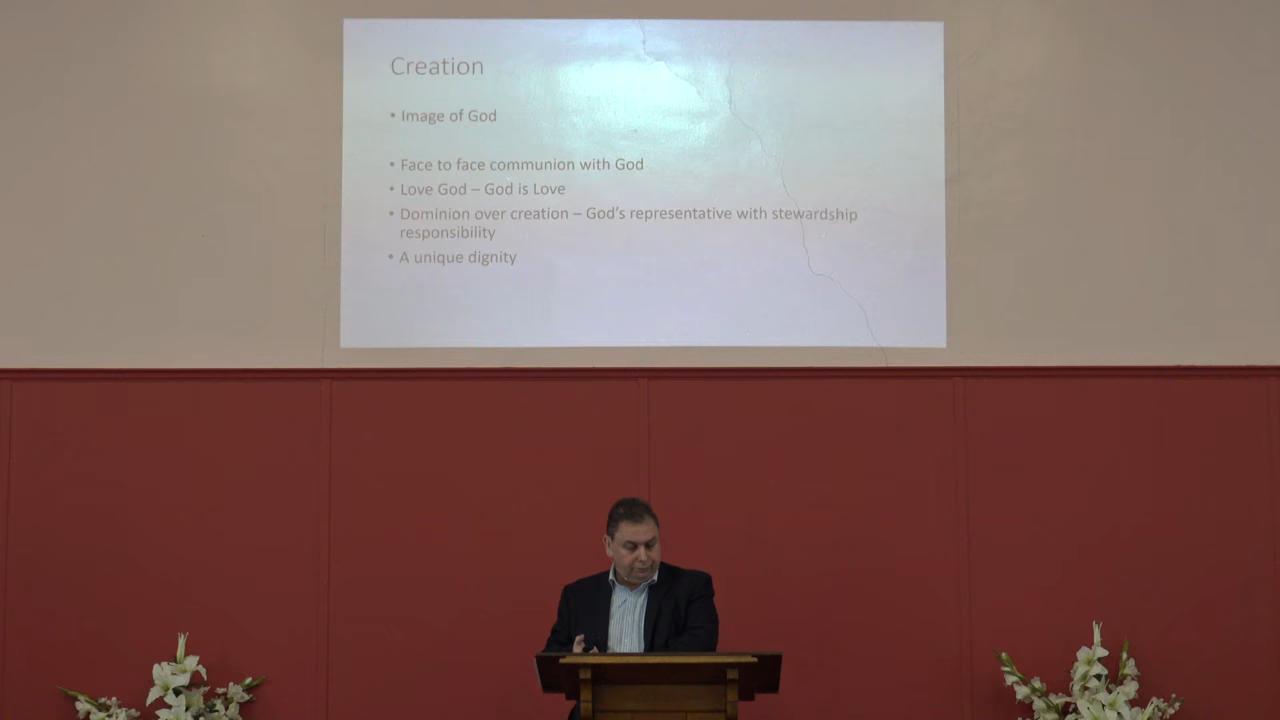 Creation
• Image of God
• Face to face communion with God
• Love God – God is Love
• Dominion over creation – God's representative with stewardship
responsibility
• A unique dignity